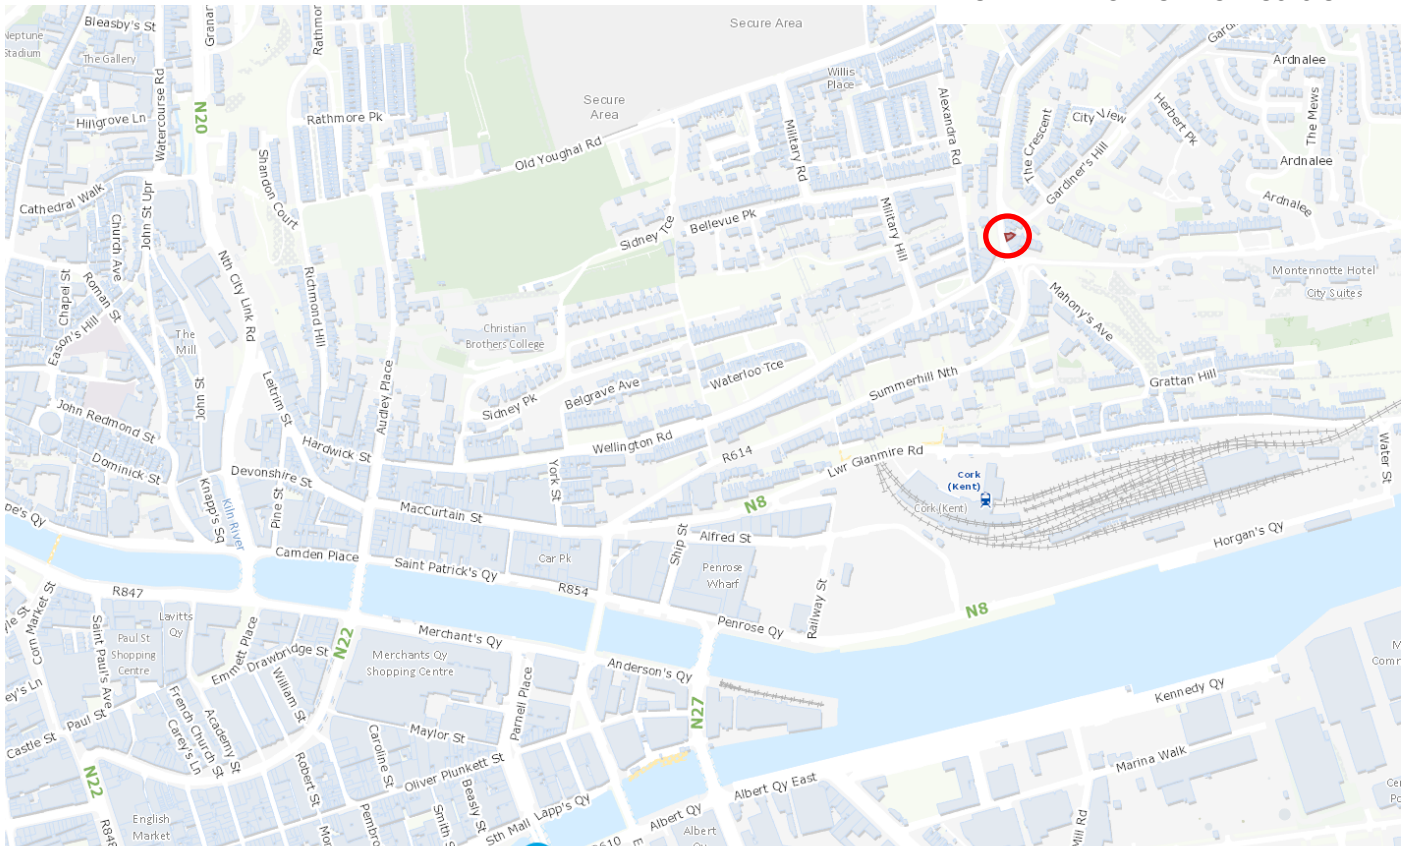 Bleasby's St
Neptune
Stadium
The Gallery
Watercourse Rd
Hillgrove Ln
N20
Rathmore Pk
Secure Area
Secure
Area
Willis
Place
Old Youghal Rd
Military Rd
Alexandra Rd
The Crescent
City View
Herbert Pk
Gardiner's Hill
Ardnalee
The Mews
Ardnalee
Ardnalee
Cathedral Walk
Shandon Court
Church Ave
John St Upr
Sidney Tce
Bellevue Pk
Military Hill
Montennotte Hotel
City Suites
Chapel St
Roman St
Nth City Link Rd
Richmond Hill
Mahony's Ave
Eason's Hill
The
Mill
Christian
Brothers College
Audley Place
Leitrim St
John St
Waterloo Tce
Belgrave Ave
Sidney Pk
Summerhill Nth
Grattan Hill
John Redmond St
Hardwick St
Wellington Rd
R614
Lwr Glanmire Rd
Water St
Dominick St
Devonshire St
York St
Cork
(Kent)
Cork (Kent)
Knapp's Sq
Kiln River
Pine St
MacCurtain St
N8
Alfred St
Ship St
Horgan's Qy
pe's Qy
Camden Place
Saint Patrick's Qy
Car Pk
R854
Penrose
Wharf
Railway St
N8
R847
Corn Market St
Saint Paul's Ave
Lavitts
Qy
Paul St
Shopping
Centre
Emmett Place
Drawbridge St
N22
Merchant's Qy
Merchants Qy
Shopping Centre
Penrose Qy
Anderson's Qy
Parnell Place
N27
Kennedy Qy
William St
French Church St
Academy St
Carey's Ln
Paul St
Castle St
N22
Maylor St
Caroline St
Robert St
Oliver Plunkett St
Beasly St
Smith St
Sth Mall
Lapp's Qy
Albert Qy
Albert Qy East
Marina Walk
English
Market
Albert